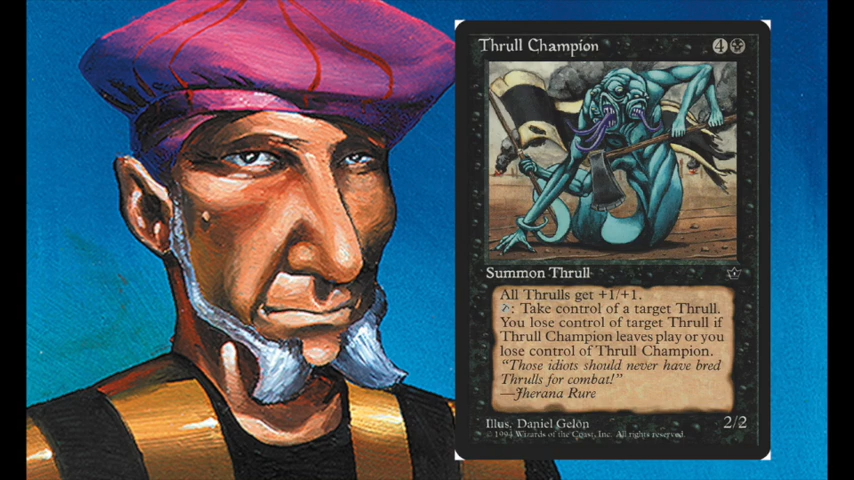 Thrull Champion 4
Summon Thrull
All Thrulls get +1/+1.
: Take control of a target Thrull.
You lose control of target Thrull if
Thrull Champion leaves play or you
lose control of Thrull Champion.
"Those idiots should never have bred
Thrulls for combat!"
—Jherana Rure
Illus. Daniel Gelon 2/2
© 1994 Wizards of the Coast, Inc. All rights reserved.